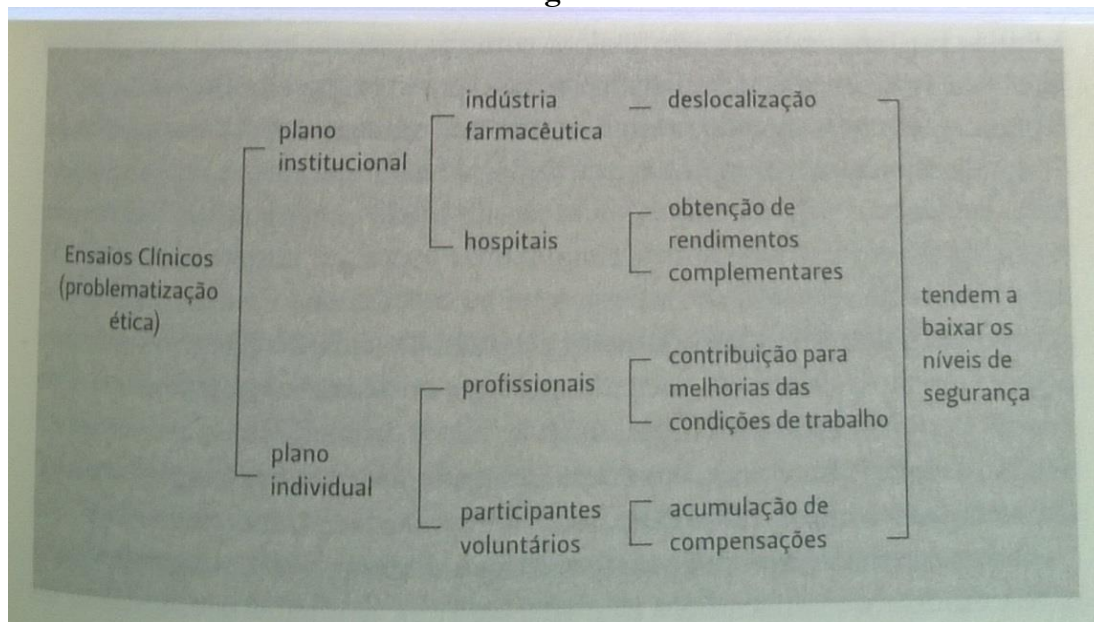 Ensaios Clínicos
(problematização
ética)
plano
institucional
indústria
farmacêutica
deslocalização
hospitais
obtenção de
rendimentos
complementares
plano
individual
profissionais
contribuição para
melhorias das
condições de trabalho
participantes
voluntários
acumulação de
compensações
tendem a
baixar os
níveis de
segurança